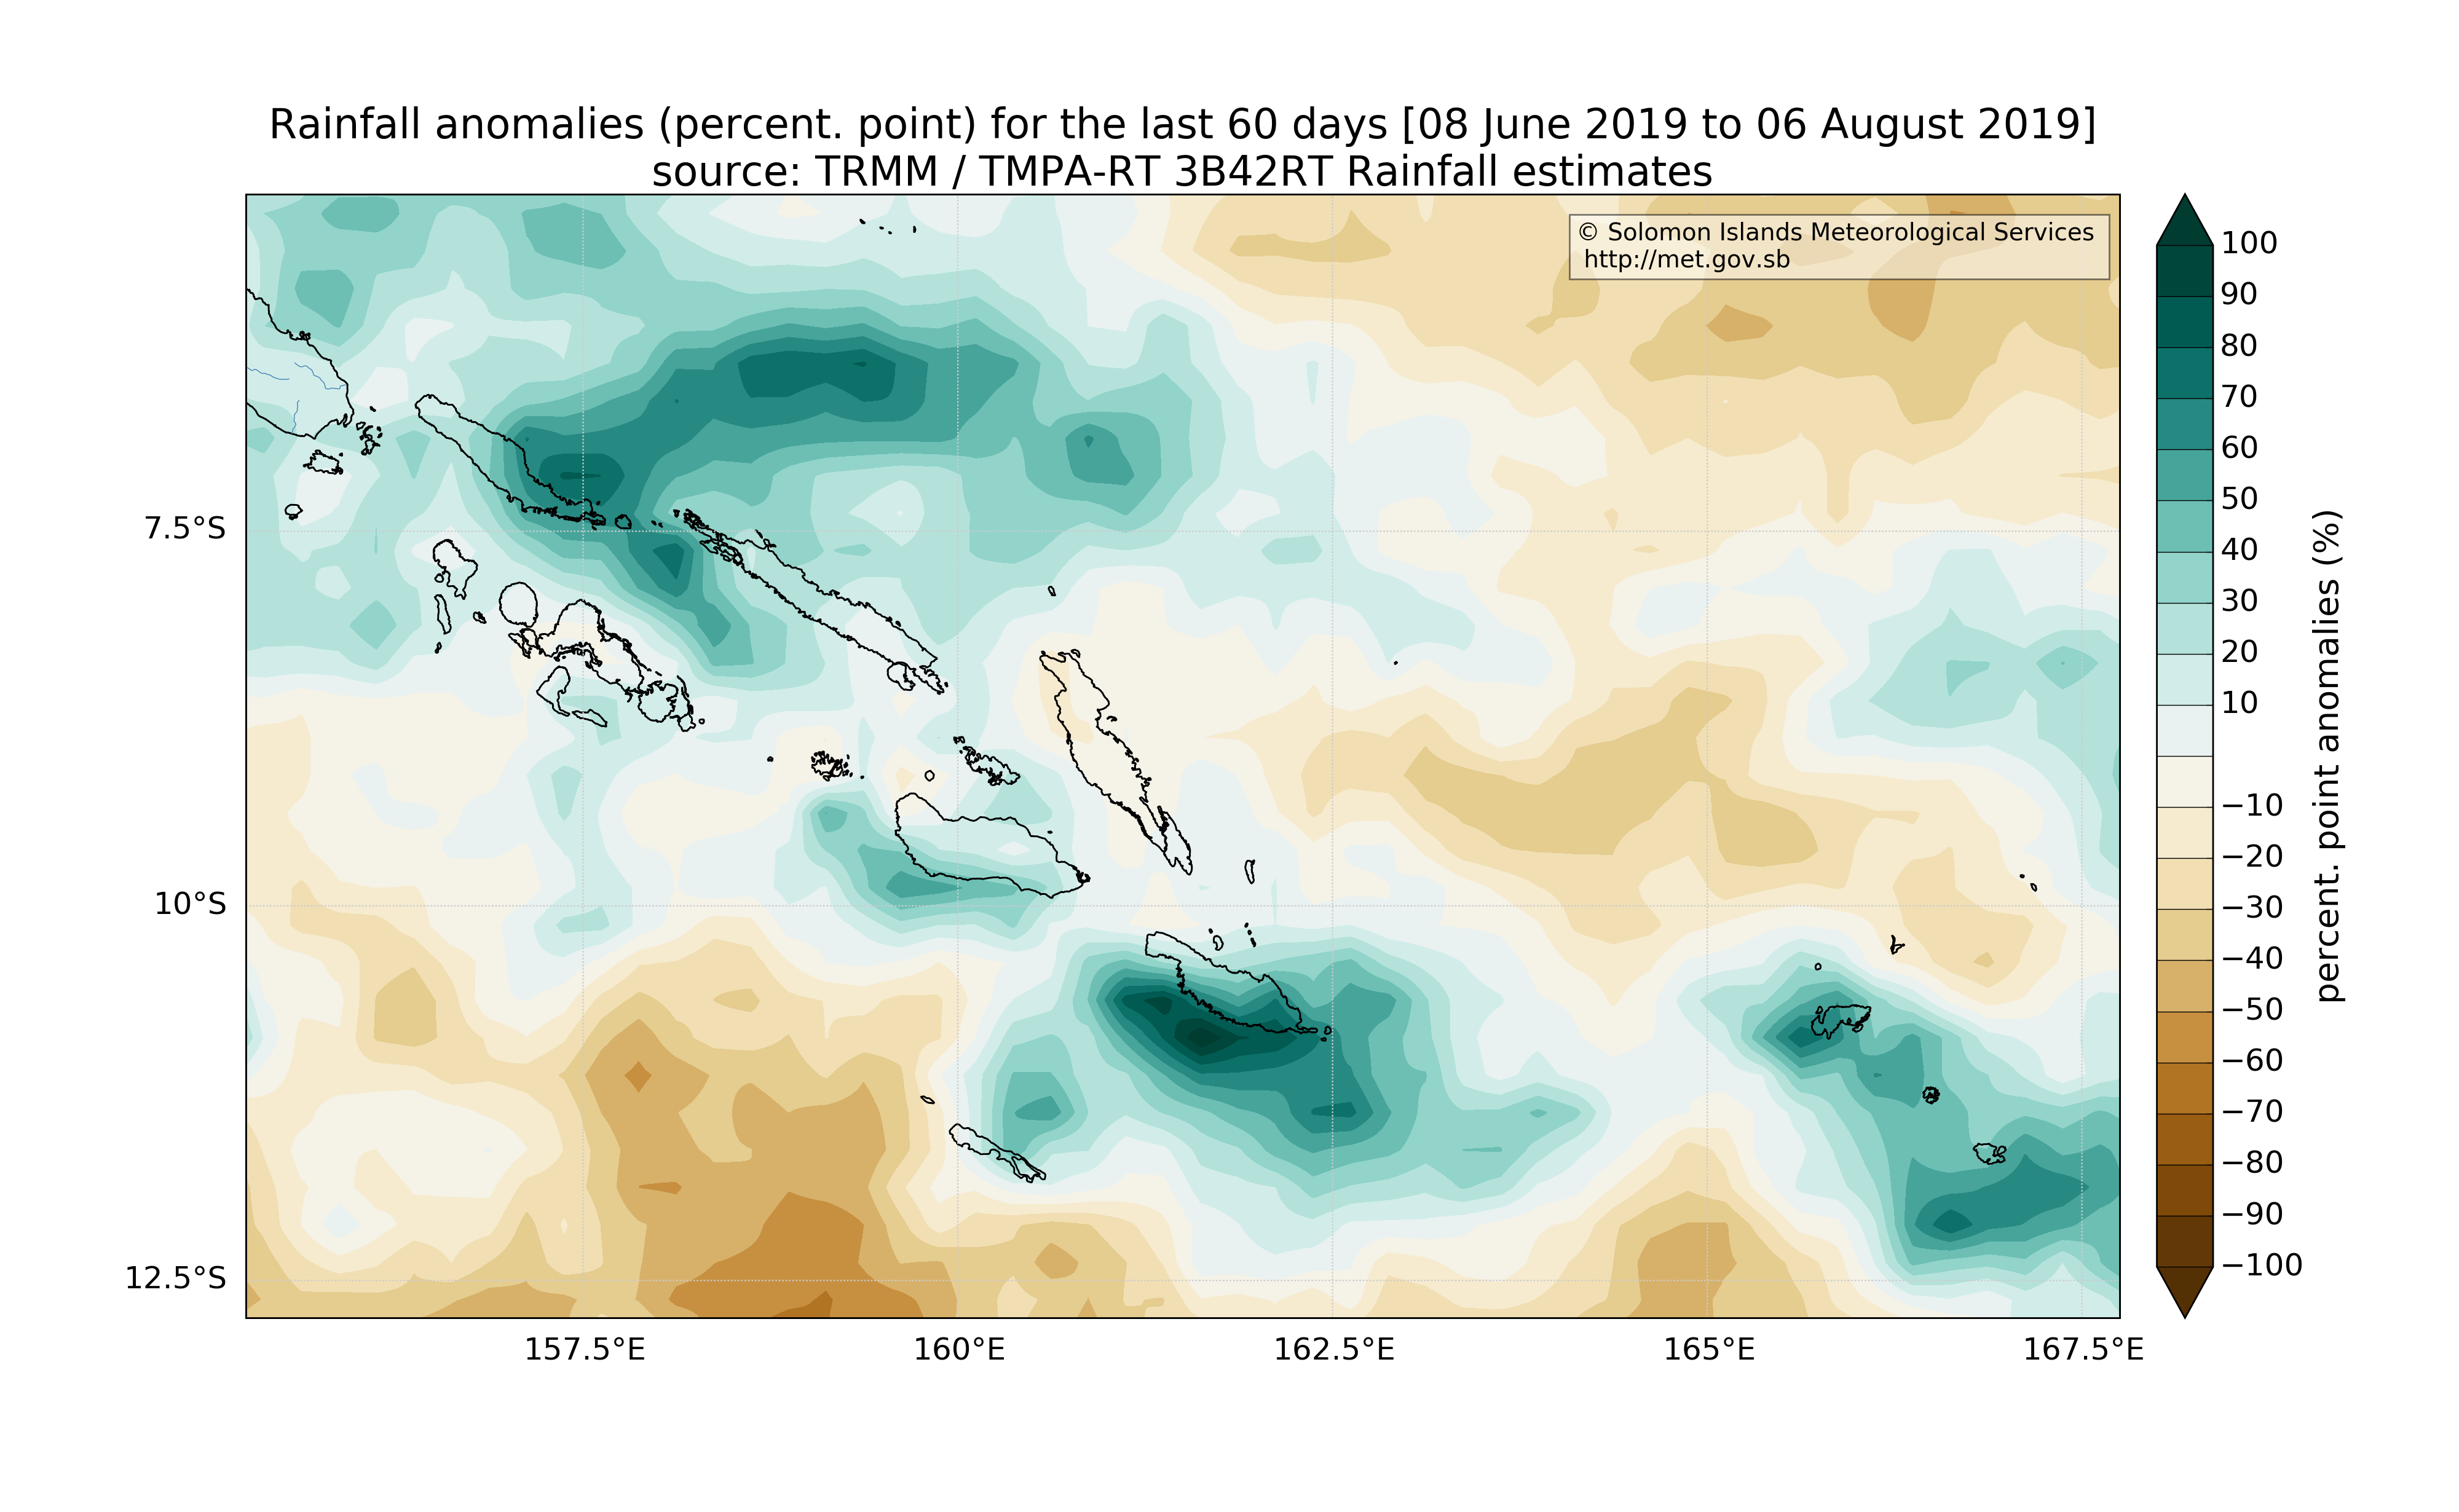 Rainfall anomalies (percent. point) for the last 60 days [08 June 2019 to 06 August 2019]
source: TRMM / TMPA-RT 3B42RT Rainfall estimates
© Solomon Islands Meteorological Services
http://met.gov.sb
7.5°S
10°S
12.5°S
157.5°E
160°E
162.5°E
165°E
167.5°E
100
90
80
70
60
50
40
30
20
10
−10
−20
−30
−40
−50
−60
−70
−80
−90
−100
percent. point anomalies (%)